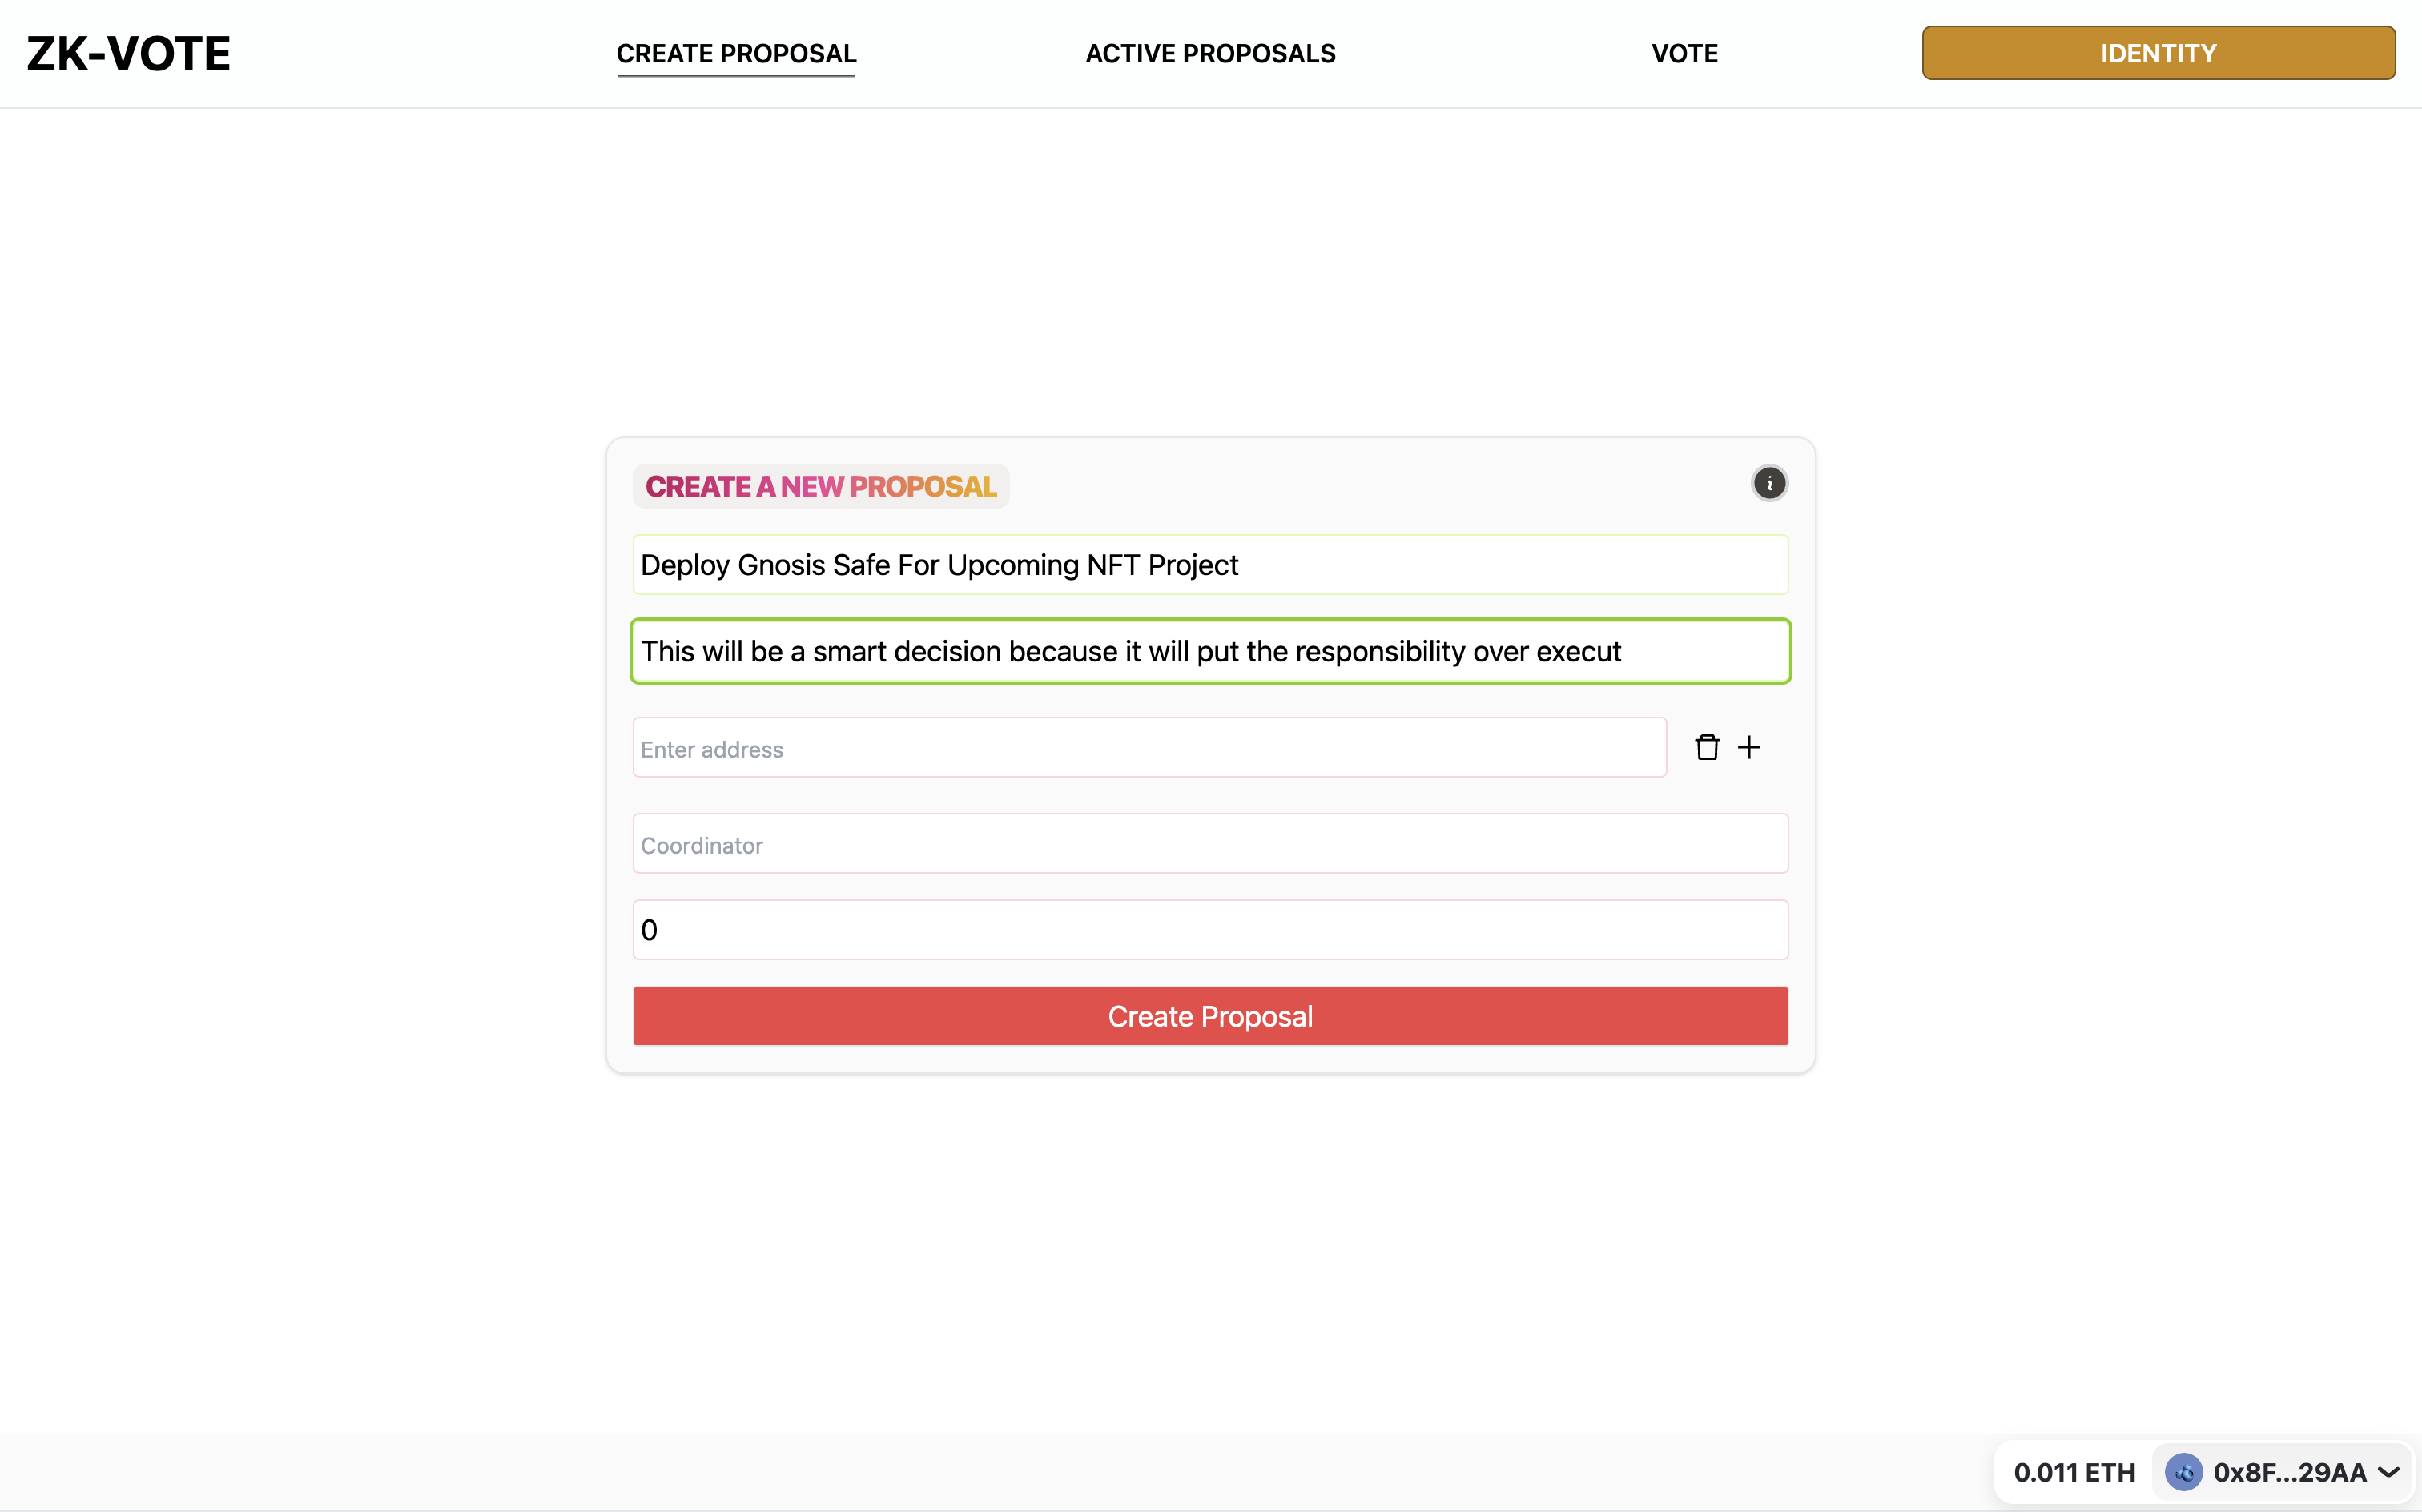 ZK-VOTE
CREATE PROPOSAL
ACTIVE PROPOSALS
VOTE
IDENTITY
CREATE A NEW PROPOSAL
i
Deploy Gnosis Safe For Upcoming NFT Project
This will be a smart decision because it will put the responsibility over execut
Enter address
Coordinator
0
Create Proposal
0.011 ETH
0x8F...29AA